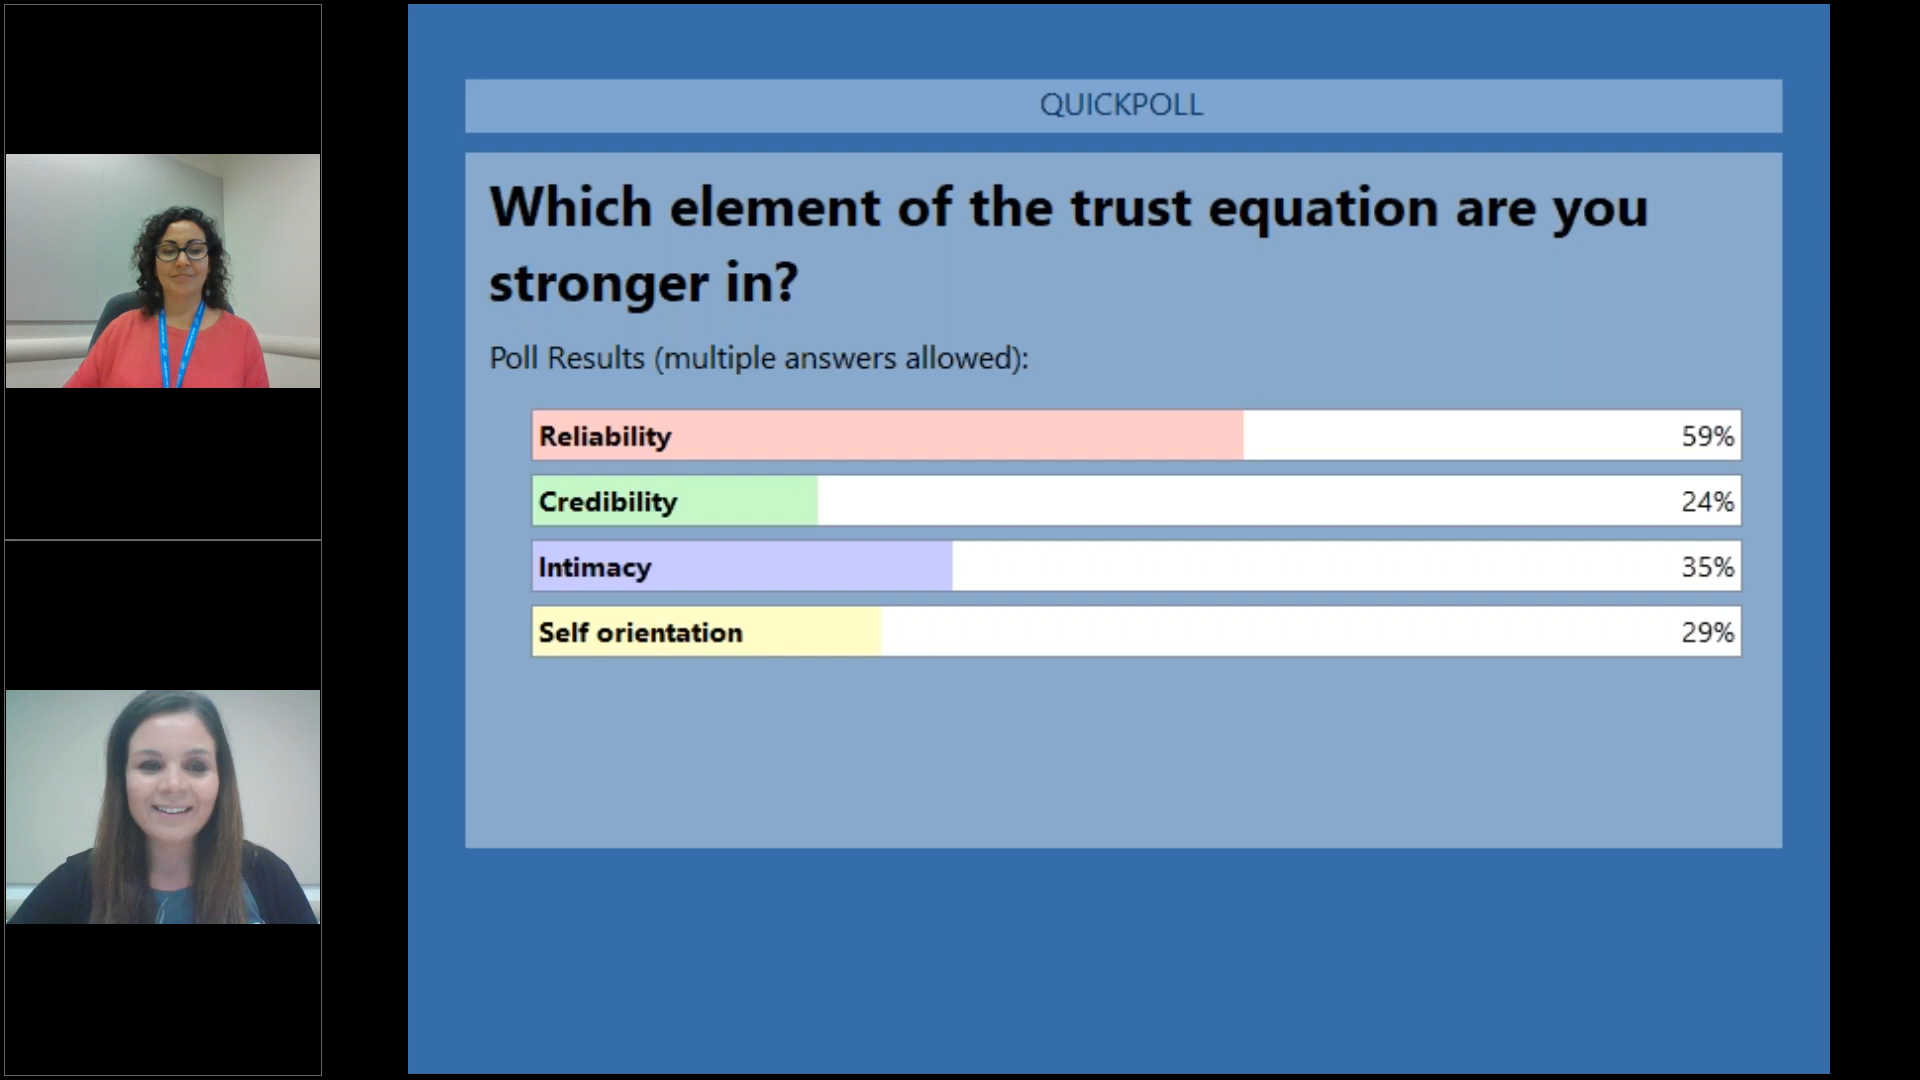 QUICKPOLL
Which element of the trust equation are you
stronger in?
Poll Results (multiple answers allowed):
Reliability 59%
Credibility 24%
Intimacy 35%
Self orientation 29%